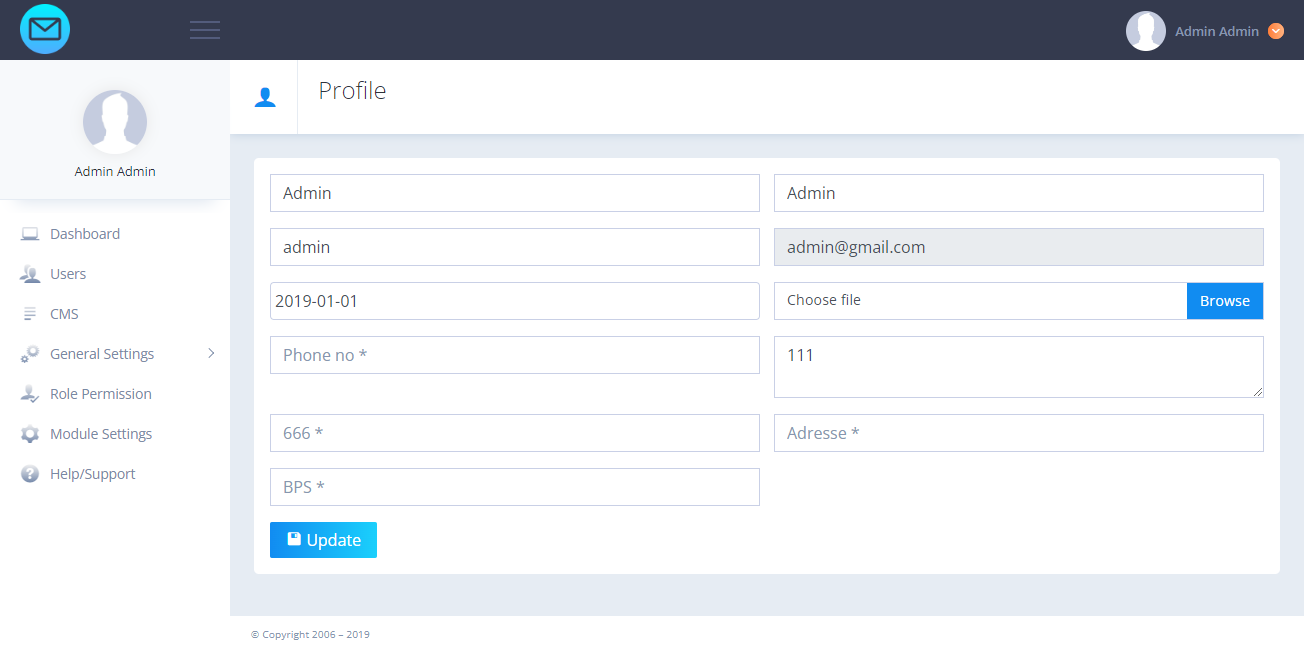 Admin Admin
Profile
Admin Admin
Dashboard
Users
CMS
General Settings
Role Permission
Module Settings
Help/Support
Admin
Admin
admin
admin@gmail.com
2019-01-01
Choose file
Browse
Phone no *
111
666 *
Adresse *
BPS *
Update
© Copyright 2006 – 2019